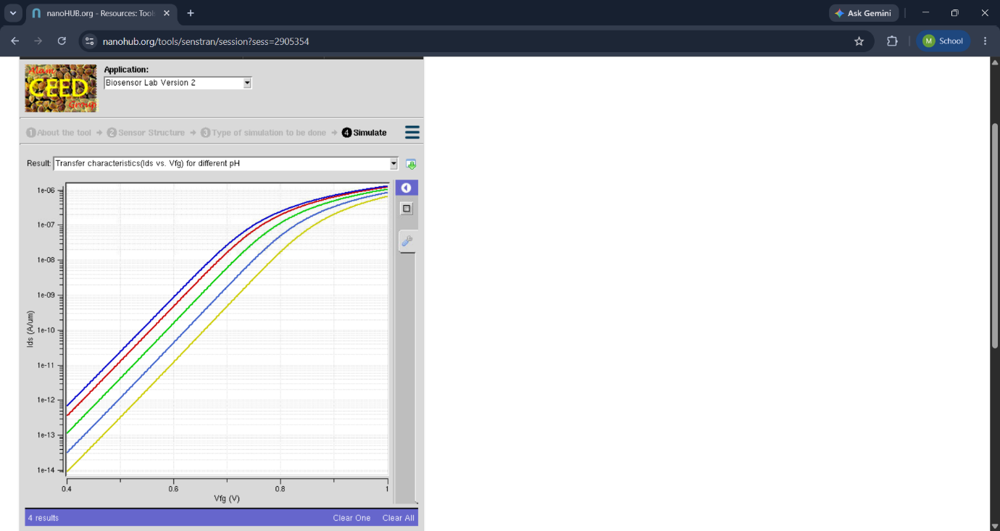 nanoHUB.org - Resources: Tool
Ask Gemini
nanohub.org/tools/senstran/session?sess=2905354
M School
Alam
CEED
Group
Application:
Biosensor Lab Version 2
1 About the tool → 2 Sensor Structure → 3 Type of simulation to be done → 4 Simulate
Result: Transfer characteristics(Ids vs. Vfg) for different pH
1e-06
1e-07
1e-08
1e-09
1e-10
1e-11
1e-12
1e-13
1e-14
Ids (A/um)
0.4 0.6 0.8 1
Vfg (V)
4 results Clear One Clear All